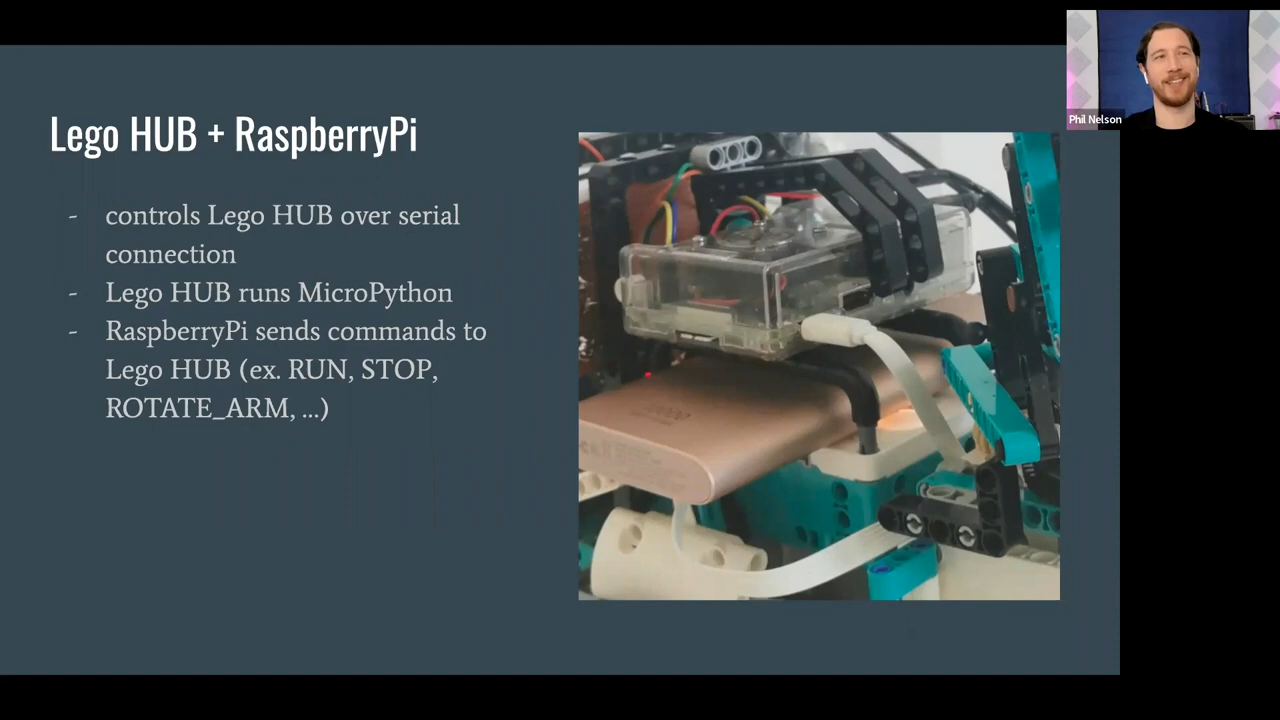 Lego HUB + RaspberryPi
- controls Lego HUB over serial
connection
- Lego HUB runs MicroPython
- RaspberryPi sends commands to
Lego HUB (ex. RUN, STOP,
ROTATE_ARM, ...)
Phil Nelson